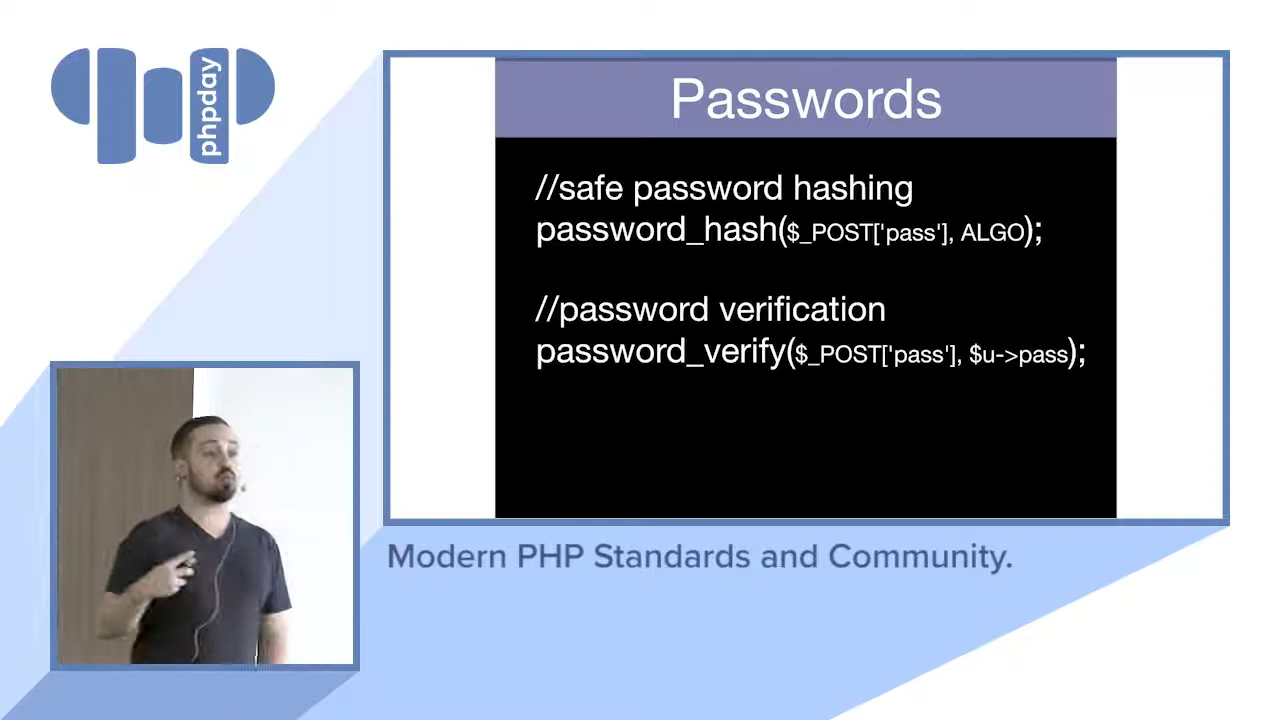 phpday
Passwords
//safe password hashing
password_hash($_POST['pass'], ALGO);
//password verification
password_verify($_POST['pass'], $u->pass);
Modern PHP Standards and Community.